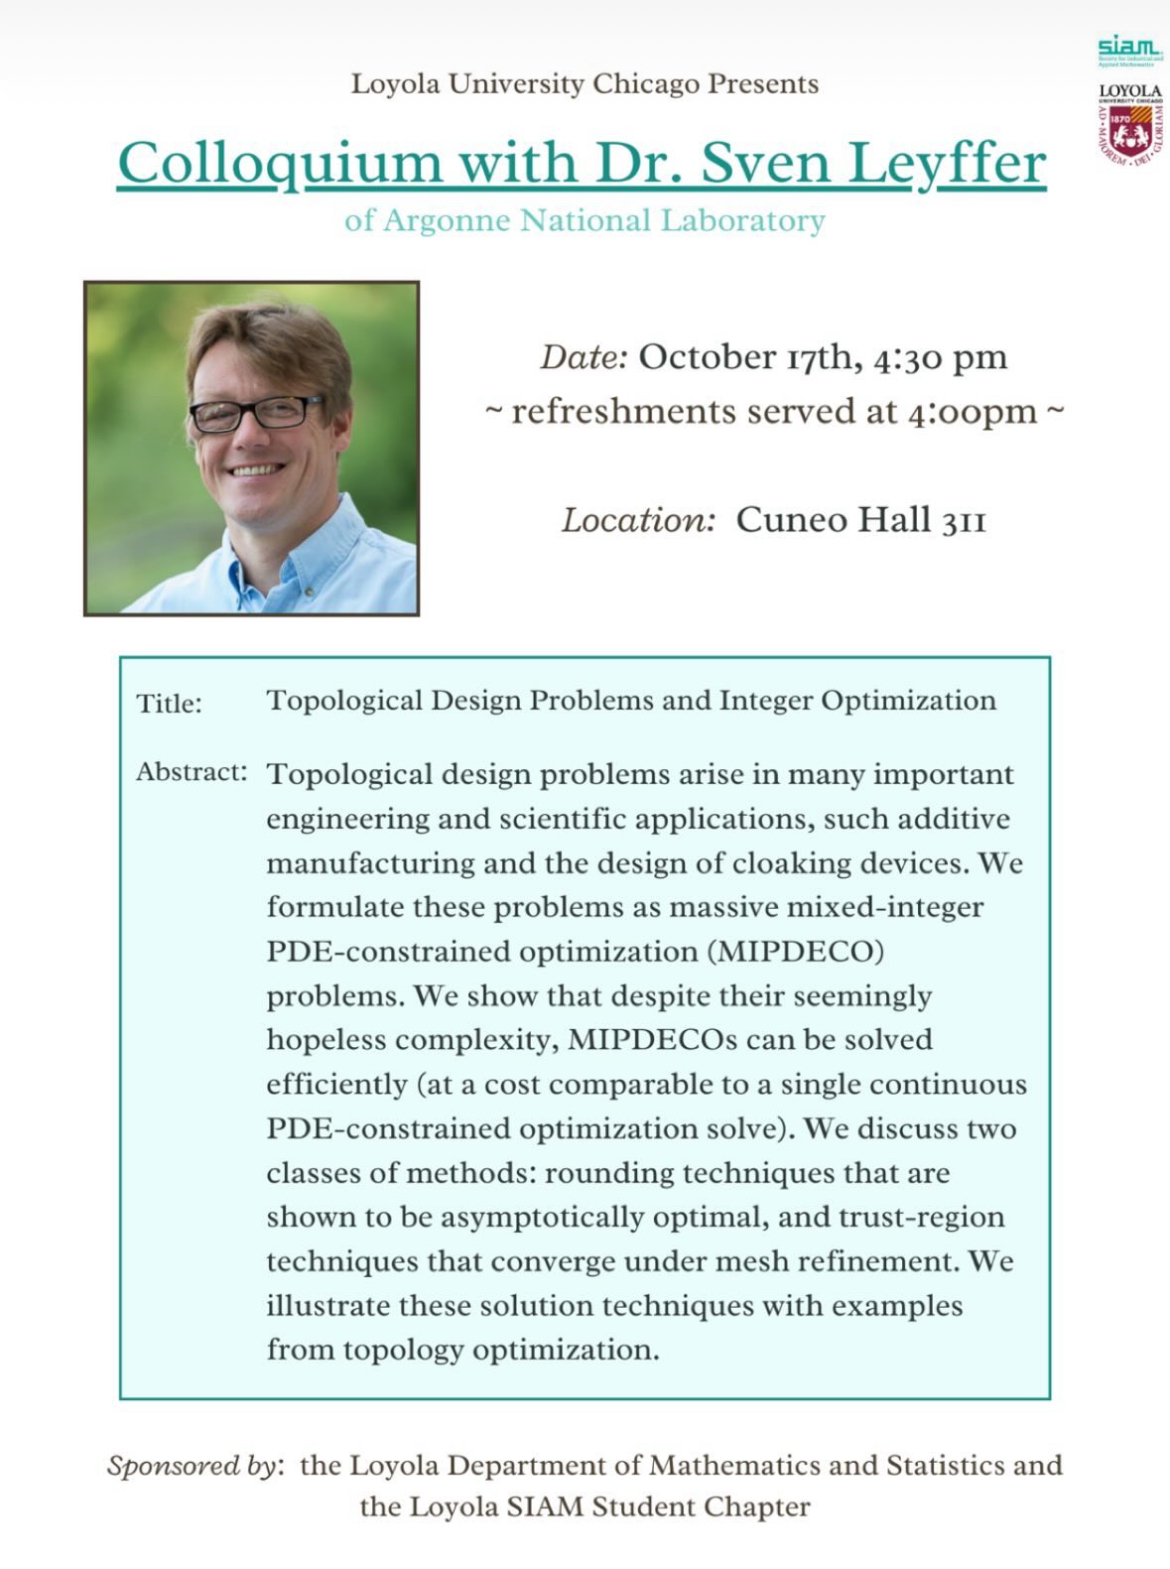 siam
Society for Industrial and
Applied Mathematics
LOYOLA
UNIVERSITY CHICAGO
1870
AD • MAJOREM • DEI • GLORIAM
Loyola University Chicago Presents
Colloquium with Dr. Sven Leyffer
of Argonne National Laboratory
Date: October 17th, 4:30 pm
~ refreshments served at 4:00pm ~
Location: Cuneo Hall 311
Title: Topological Design Problems and Integer Optimization
Abstract: Topological design problems arise in many important
engineering and scientific applications, such additive
manufacturing and the design of cloaking devices. We
formulate these problems as massive mixed-integer
PDE-constrained optimization (MIPDECO)
problems. We show that despite their seemingly
hopeless complexity, MIPDECOs can be solved
efficiently (at a cost comparable to a single continuous
PDE-constrained optimization solve). We discuss two
classes of methods: rounding techniques that are
shown to be asymptotically optimal, and trust-region
techniques that converge under mesh refinement. We
illustrate these solution techniques with examples
from topology optimization.
Sponsored by: the Loyola Department of Mathematics and Statistics and
the Loyola SIAM Student Chapter